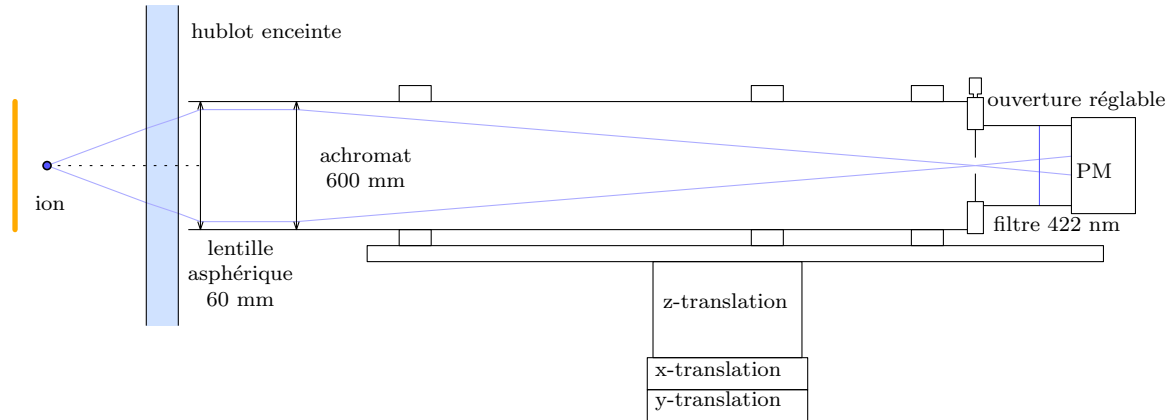 hublot enceinte
ouverture réglable
achromat
600 mm
PM
ion
filtre 422 nm
lentille
asphérique
60 mm
z-translation
x-translation
y-translation